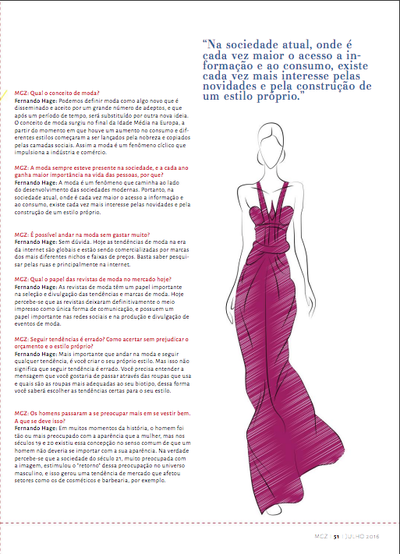 “Na sociedade atual, onde é
cada vez maior o acesso a in-
formação e ao consumo, existe
cada vez mais interesse pelas
novidades e pela construção de
um estilo próprio.”
MGZ: Qual o conceito de moda?
Fernando Hage: Podemos definir moda como algo novo que é
disseminado e aceito por um grande número de adeptos, e que
após um período de tempo, será substituído por outra nova ideia.
O conceito de moda surgiu no final da Idade Média na Europa, a
partir do momento em que houve um aumento no consumo e dif-
erentes estilos começaram a ser lançados pela nobreza e copiados
pelas camadas sociais. Assim a moda é um fenômeno cíclico que
impulsiona a indústria e comércio.
MGZ: A moda sempre esteve presente na sociedade, e a cada ano
ganha maior importância na vida das pessoas, por que?
Fernando Hage: A moda é um fenômeno que caminha ao lado
do desenvolvimento das sociedades modernas. Portanto, na
sociedade atual, onde é cada vez maior o acesso a informação e
ao consumo, existe cada vez mais interesse pelas novidades e pela
construção de um estilo próprio.
MGZ: É possível andar na moda sem gastar muito?
Fernando Hage: Sem dúvida. Hoje as tendências de moda na era
da internet são globais e estão sendo comercializadas por marcas
dos mais diferentes nichos e faixas de preços. Basta saber pesqui-
sar pelas ruas e principalmente na internet.
MGZ: Qual o papel das revistas de moda no mercado hoje?
Fernando Hage: As revistas de moda têm um papel importante
na seleção e divulgação das tendências e marcas de moda. Hoje
percebe-se que as revistas deixaram definitivamente o meio
impresso como única forma de comunicação, e possuem um
papel importante nas redes sociais e na produção e divulgação de
eventos de moda.
MGZ: Seguir tendências é errado? Como acertar sem prejudicar o
orçamento e o estilo próprio?
Fernando Hage: Mais importante que andar na moda e seguir
qualquer tendência, é você criar o seu próprio estilo. Mas isso não
significa que seguir tendência é errado. Você precisa entender a
mensagem que você gostaria de passar através das roupas que usa
e quais são as roupas mais adequadas ao seu biotipo, dessa forma
você saberá escolher as tendências certas para o seu estilo.
MGZ: Os homens passaram a se preocupar mais em se vestir bem.
A que se deve isso?
Fernando Hage: Em muitos momentos da história, o homem foi
tão ou mais preocupado com a aparência que a mulher, mas nos
séculos 19 e 20 existiu essa concepção no senso comum de que um
homem não deveria se importar com a sua aparência. Na verdade
percebe-se que a sociedade do século 21, muito preocupada com
a imagem, estimulou o "retorno" dessa preocupação no universo
masculino, e isso gerou uma tendência de mercado que afetou
setores como os de cosméticos e barbearia, por exemplo.
MGZ | 51 | JULHO 2016